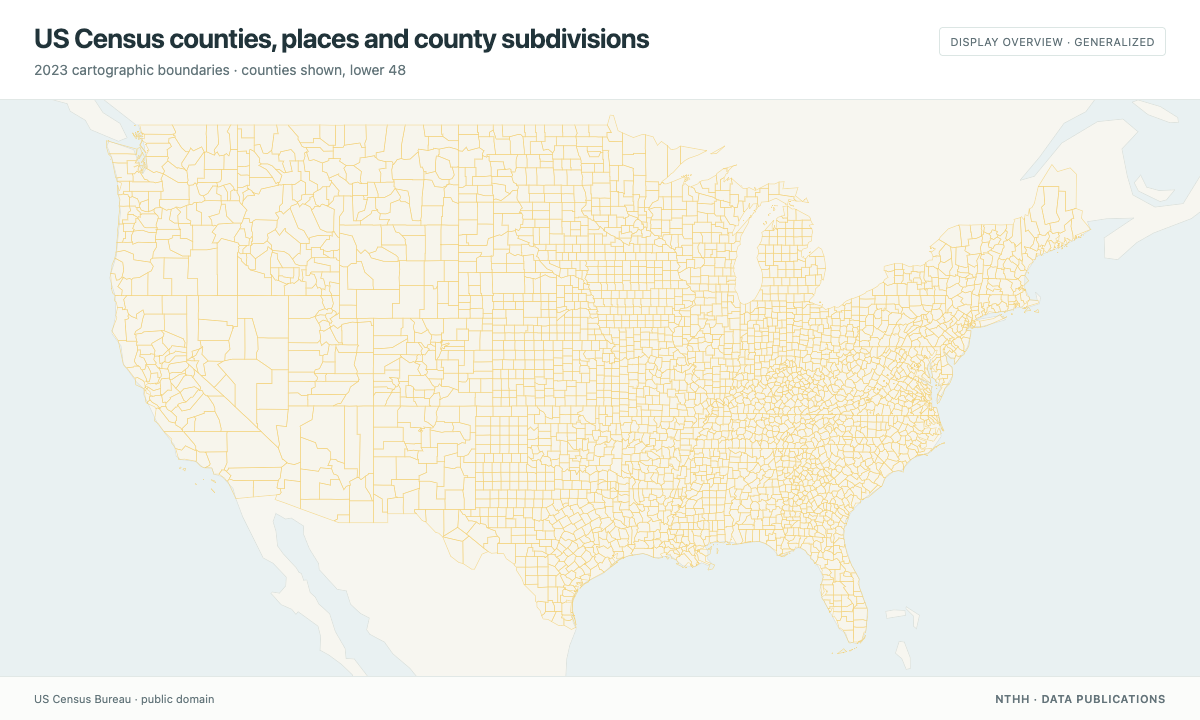 US Census counties, places and county subdivisions
DISPLAY OVERVIEW · GENERALIZED
2023 cartographic boundaries · counties shown, lower 48
US Census Bureau · public domain
NTHH · DATA PUBLICATIONS